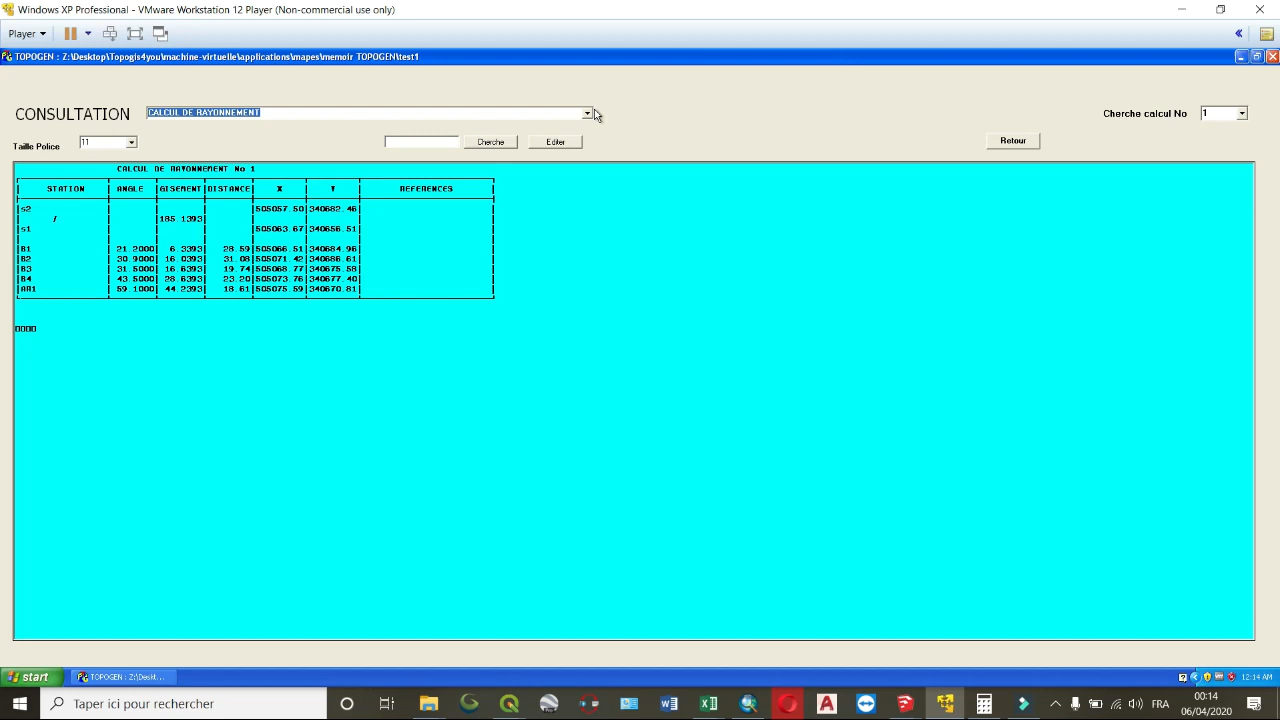 Windows XP Professional - VMware Workstation 12 Player (Non-commercial use only)
Player
TOPOGEN : Z:\Desktop\Topogis4you\machine-virtuelle\applications\mapes\memoir TOPOGEN\test1
CONSULTATION CALCUL DE RAYONNEMENT Cherche calcul No 1
Taille Police 11 Cherche Editer Retour
CALCUL DE RAYONNEMENT No 1
STATION ANGLE GISEMENT DISTANCE X Y REFERENCES
s2 505057.50 340682.46
/ 185.1393
s1 505063.67 340656.51
B1 21.2000 6.3393 28.59 505066.51 340684.96
B2 30.9000 16.0393 31.08 505071.42 340686.61
B3 31.5000 16.6393 19.74 505068.77 340675.58
B4 43.5000 28.6393 23.20 505073.76 340677.40
AR1 59.1000 44.2393 18.61 505075.59 340670.81
start TOPOGEN : Z:\Deskt... 12:14 AM
Taper ici pour rechercher FRA 00:14
06/04/2020